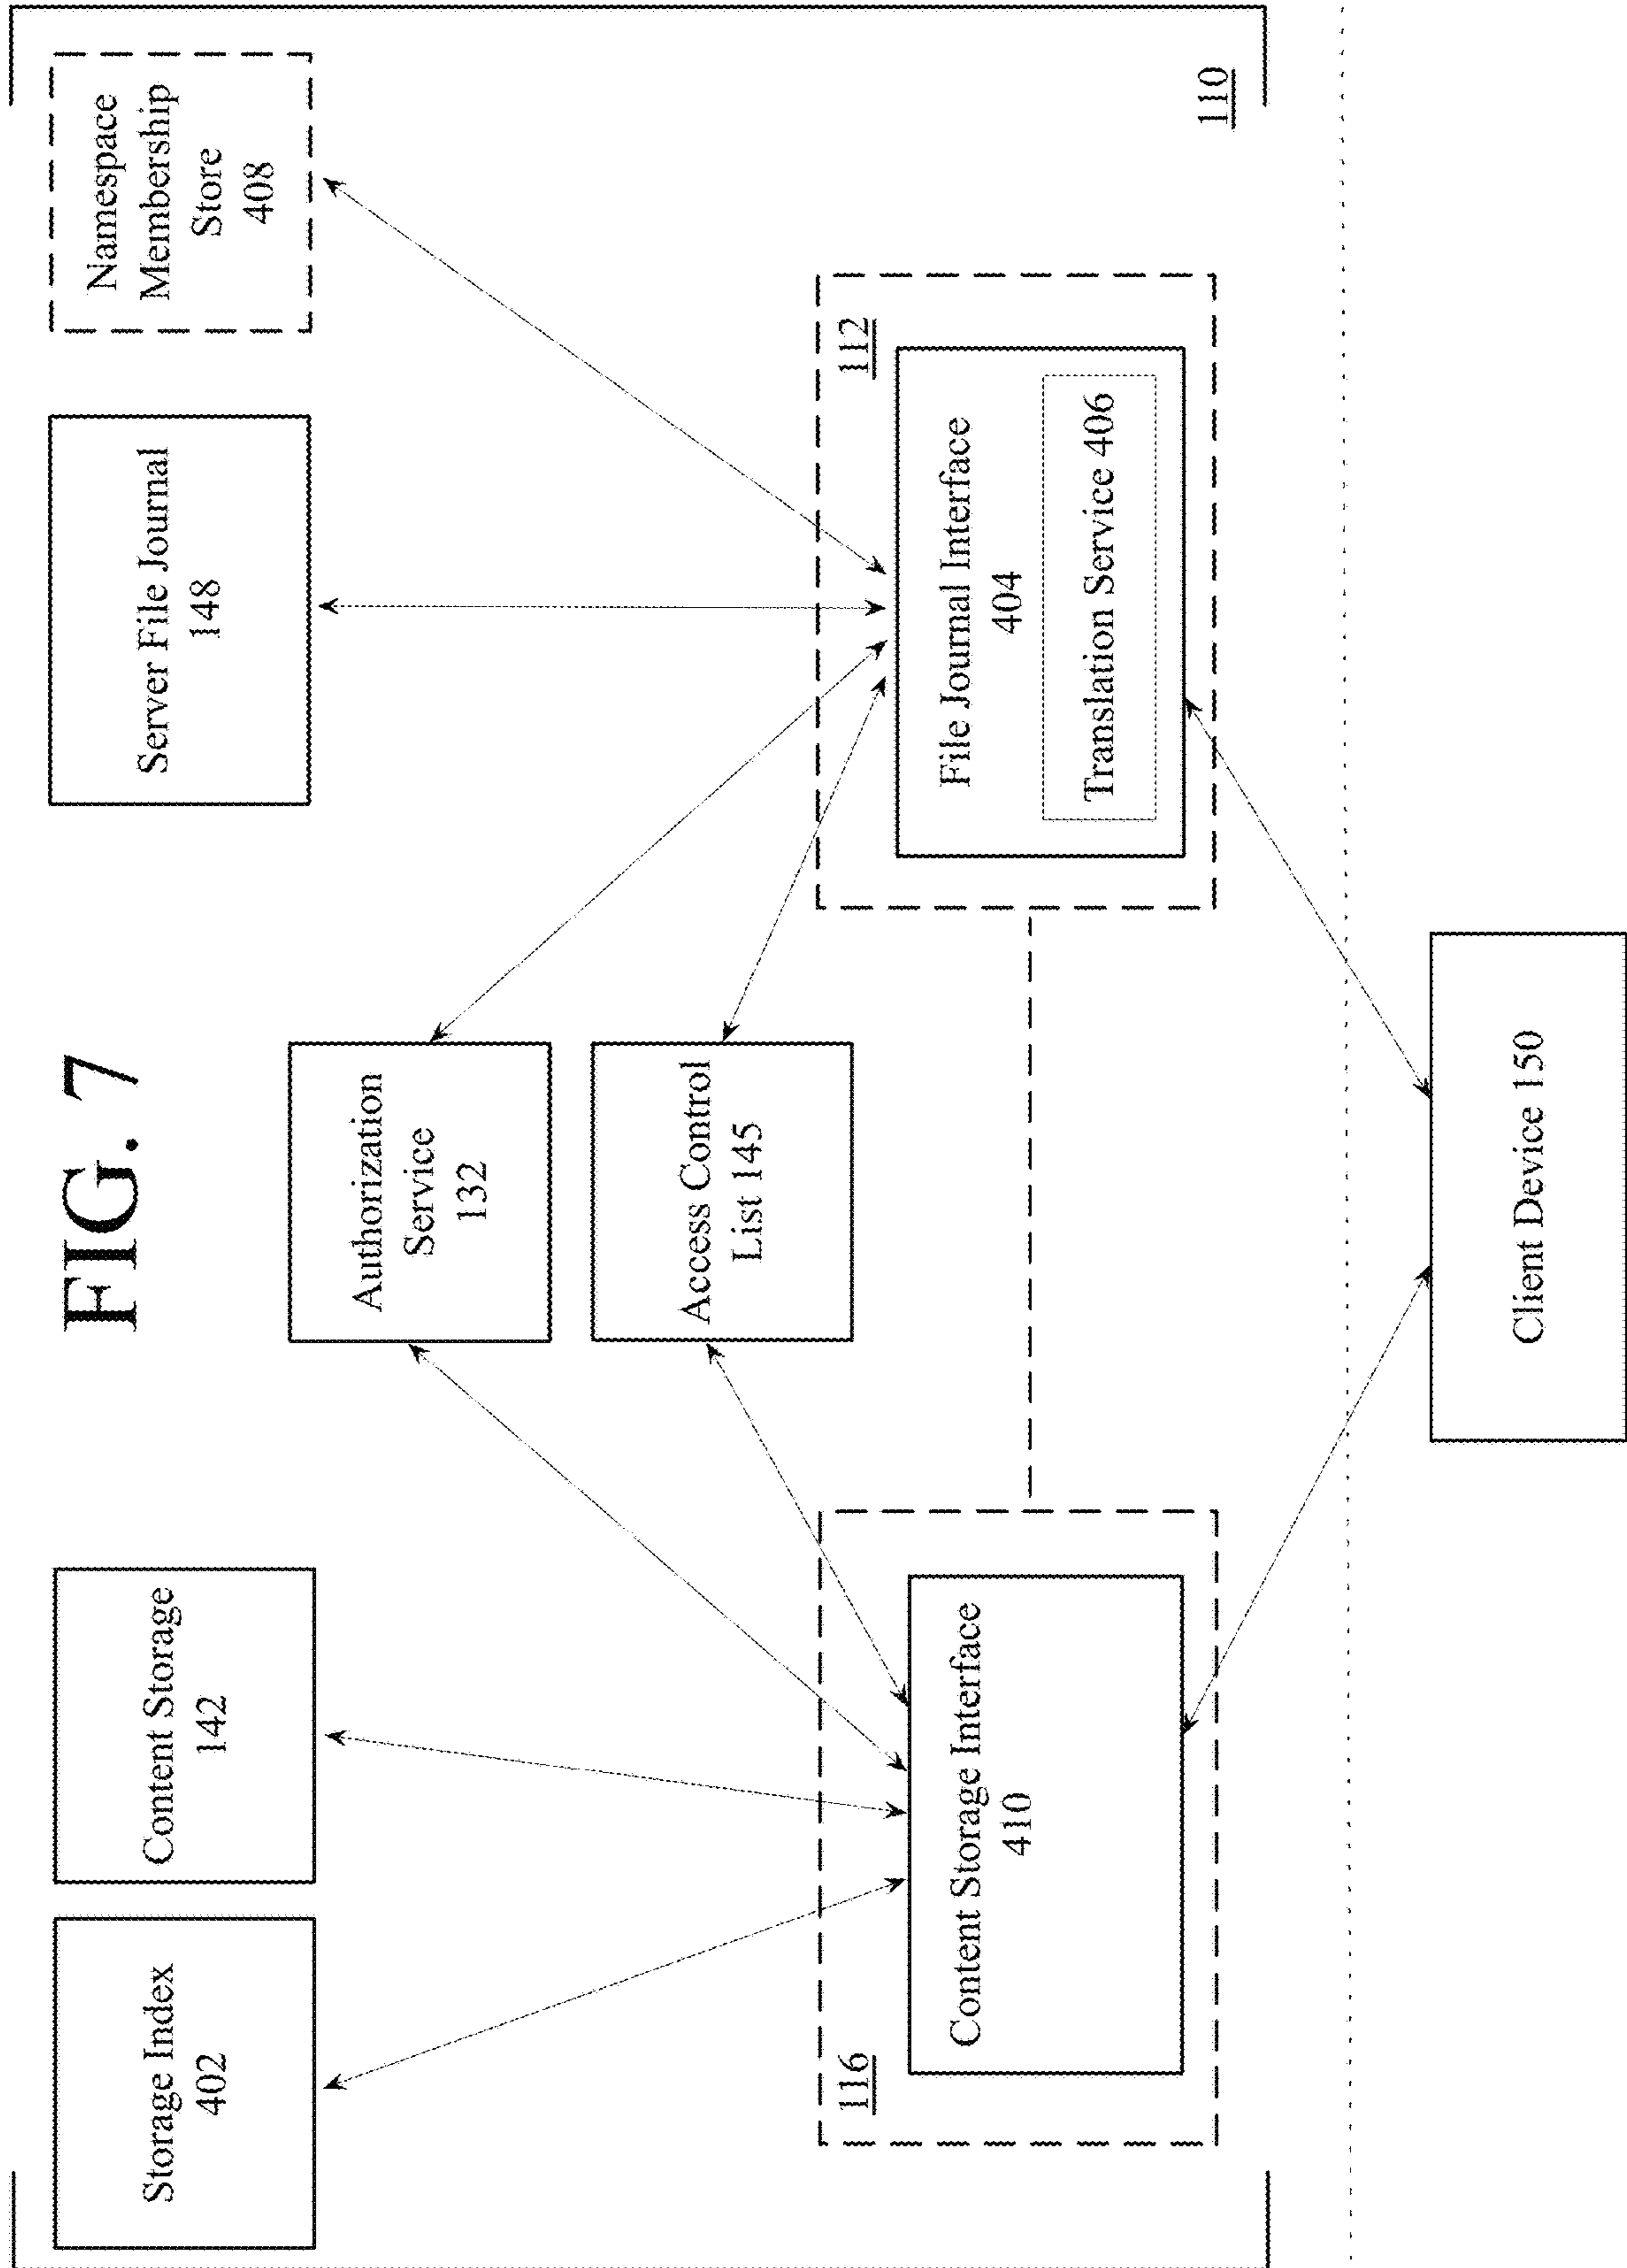 FIG. 7
Storage Index
402
Content Storage
142
Authorization
Service
132
Access Control
List 145
Server File Journal
148
Namespace
Membership
Store
408
116
Content Storage Interface
410
112
File Journal Interface
404
Translation Service 406
110
Client Device 150